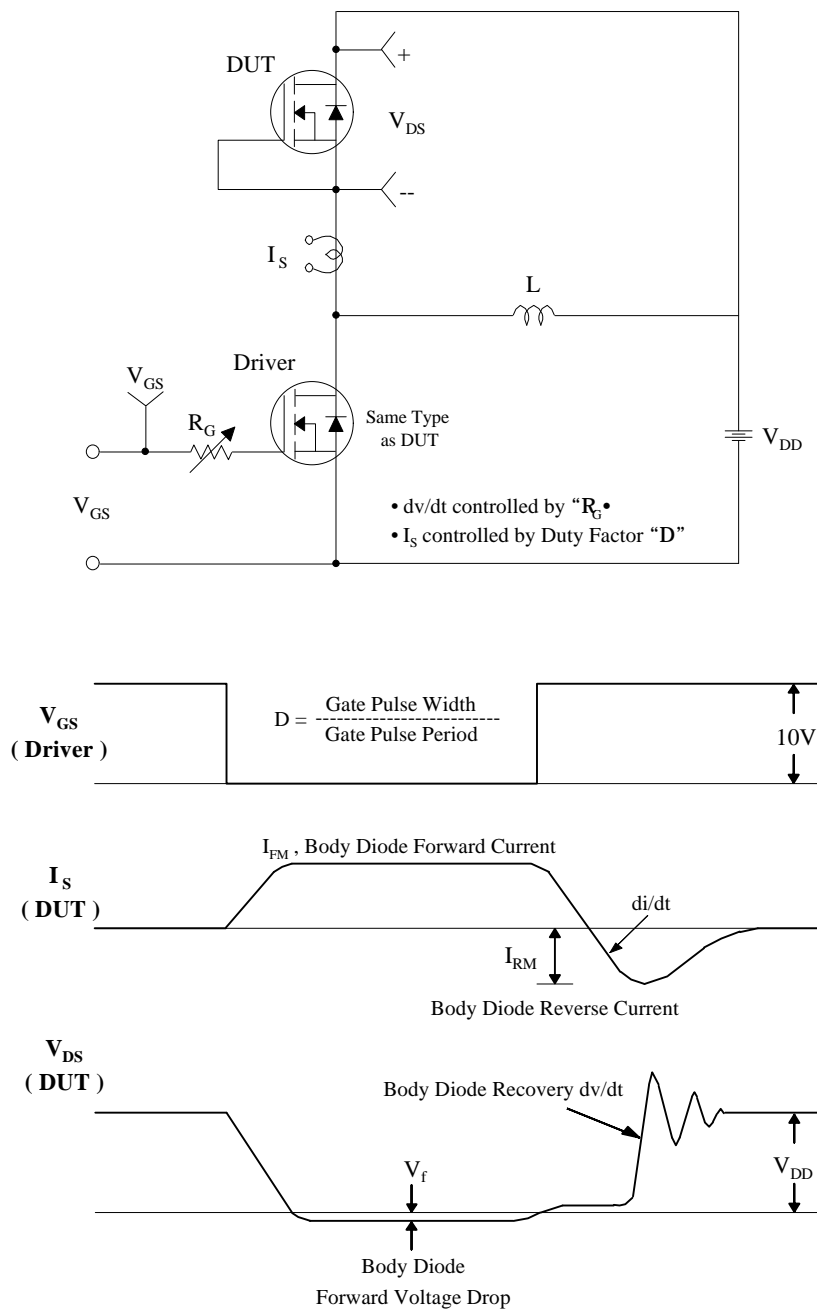 DUT
+
V_DS
--
I_S
L
Driver
V_GS
R_G
Same Type
as DUT
V_DD
V_GS
• dv/dt controlled by “R_G•
• I_S controlled by Duty Factor “D”
V_GS
( Driver )
D = Gate Pulse Width
--------------------------
Gate Pulse Period
10V
I_FM , Body Diode Forward Current
I_S
( DUT )
di/dt
I_RM
Body Diode Reverse Current
V_DS
( DUT )
Body Diode Recovery dv/dt
V_f
V_DD
Body Diode
Forward Voltage Drop